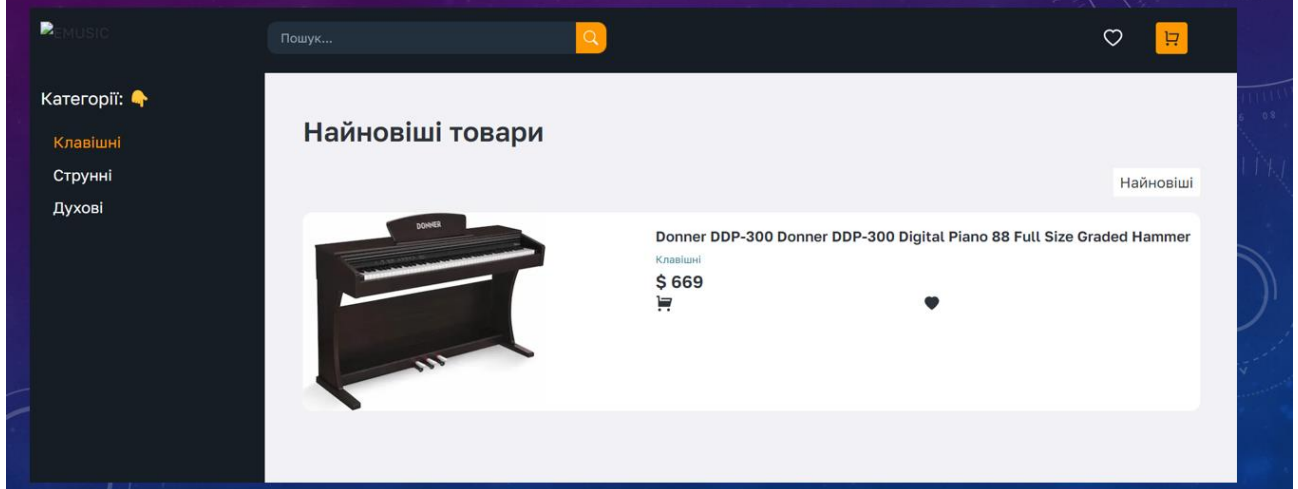 EMUSIC
Пошук...
Категорії: 👇
Клавішні
Струнні
Духові
Найновіші товари
Найновіші
DONNER
Donner DDP-300 Donner DDP-300 Digital Piano 88 Full Size Graded Hammer
Клавішні
$ 669